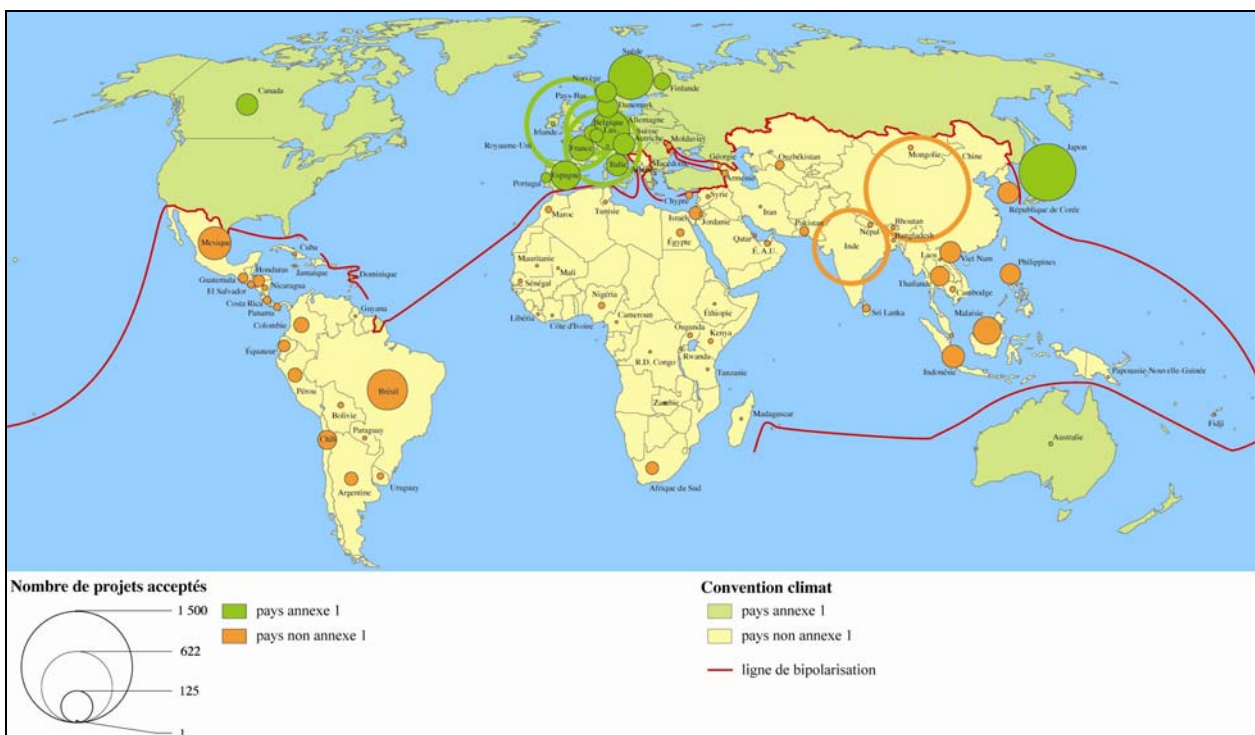 Suède
Norvège
Finlande
Canada
Pays-Bas
Danemark
Irlande
Belgique
Allemagne
Lux.
Suisse
Autriche
Moldavie
Royaume-Uni
France
Italie
Macédoine
Géorgie
Arménie
Ouzbékistan
Mongolie
Chine
Japon
Portugal
Espagne
Chypre
Syrie
Maroc
Tunisie
Israël
Jordanie
Iran
Pakistan
Népal
Bhoutan
Bangladesh
République de Corée
Mexique
Cuba
Jamaïque
Dominique
Égypte
Qatar
É.A.U.
Inde
Laos
Viet Nam
Philippines
Honduras
Guatemala
El Salvador
Nicaragua
Costa Rica
Panama
Guyana
Mauritanie
Mali
Sénégal
Nigéria
Éthiopie
Thaïlande
Cambodge
Sri Lanka
Colombie
Libéria
Côte d'Ivoire
Cameroun
Ouganda
Kenya
Malaisie
Équateur
Pérou
Brésil
R.D. Congo
Rwanda
Tanzanie
Indonésie
Papouasie-Nouvelle-Guinée
Bolivie
Zambie
Madagascar
Fidji
Paraguay
Chili
Australie
Argentine
Uruguay
Afrique du Sud
Nombre de projets acceptés
1 500
622
125
1
pays annexe 1
pays non annexe 1
Convention climat
pays annexe 1
pays non annexe 1
ligne de bipolarisation